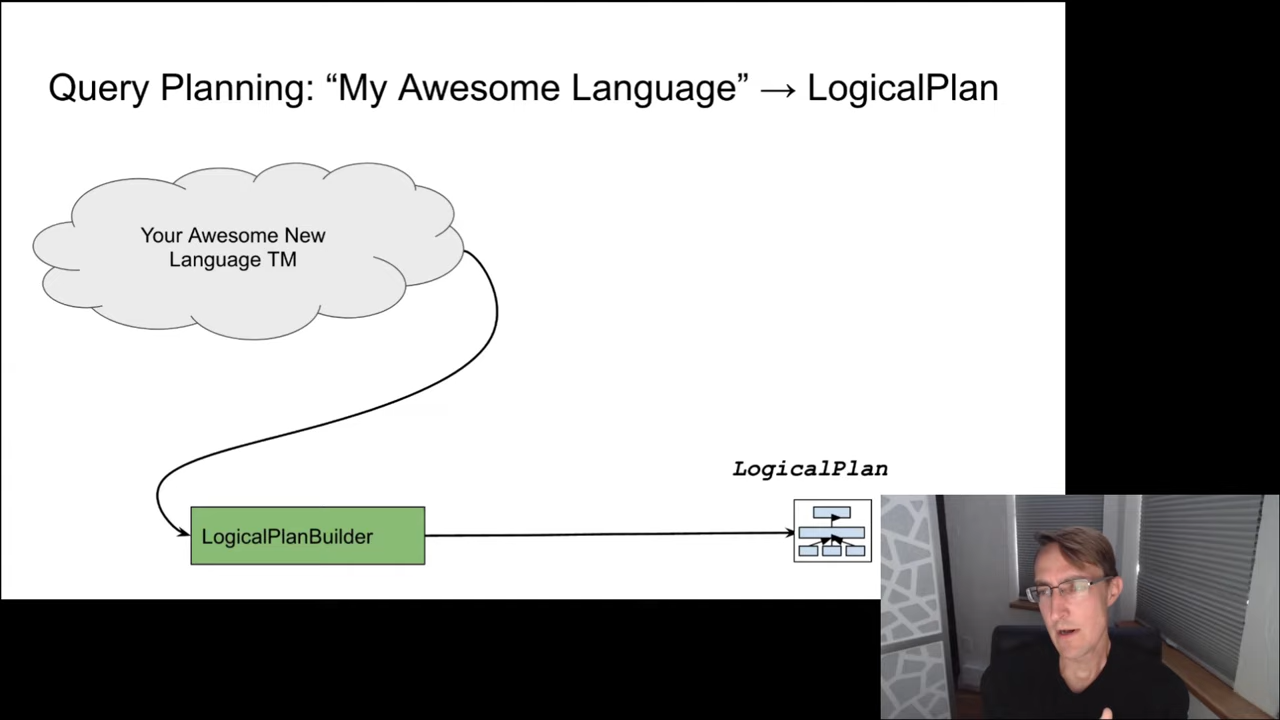 Query Planning: “My Awesome Language” → LogicalPlan
Your Awesome New
Language TM
LogicalPlan
LogicalPlanBuilder